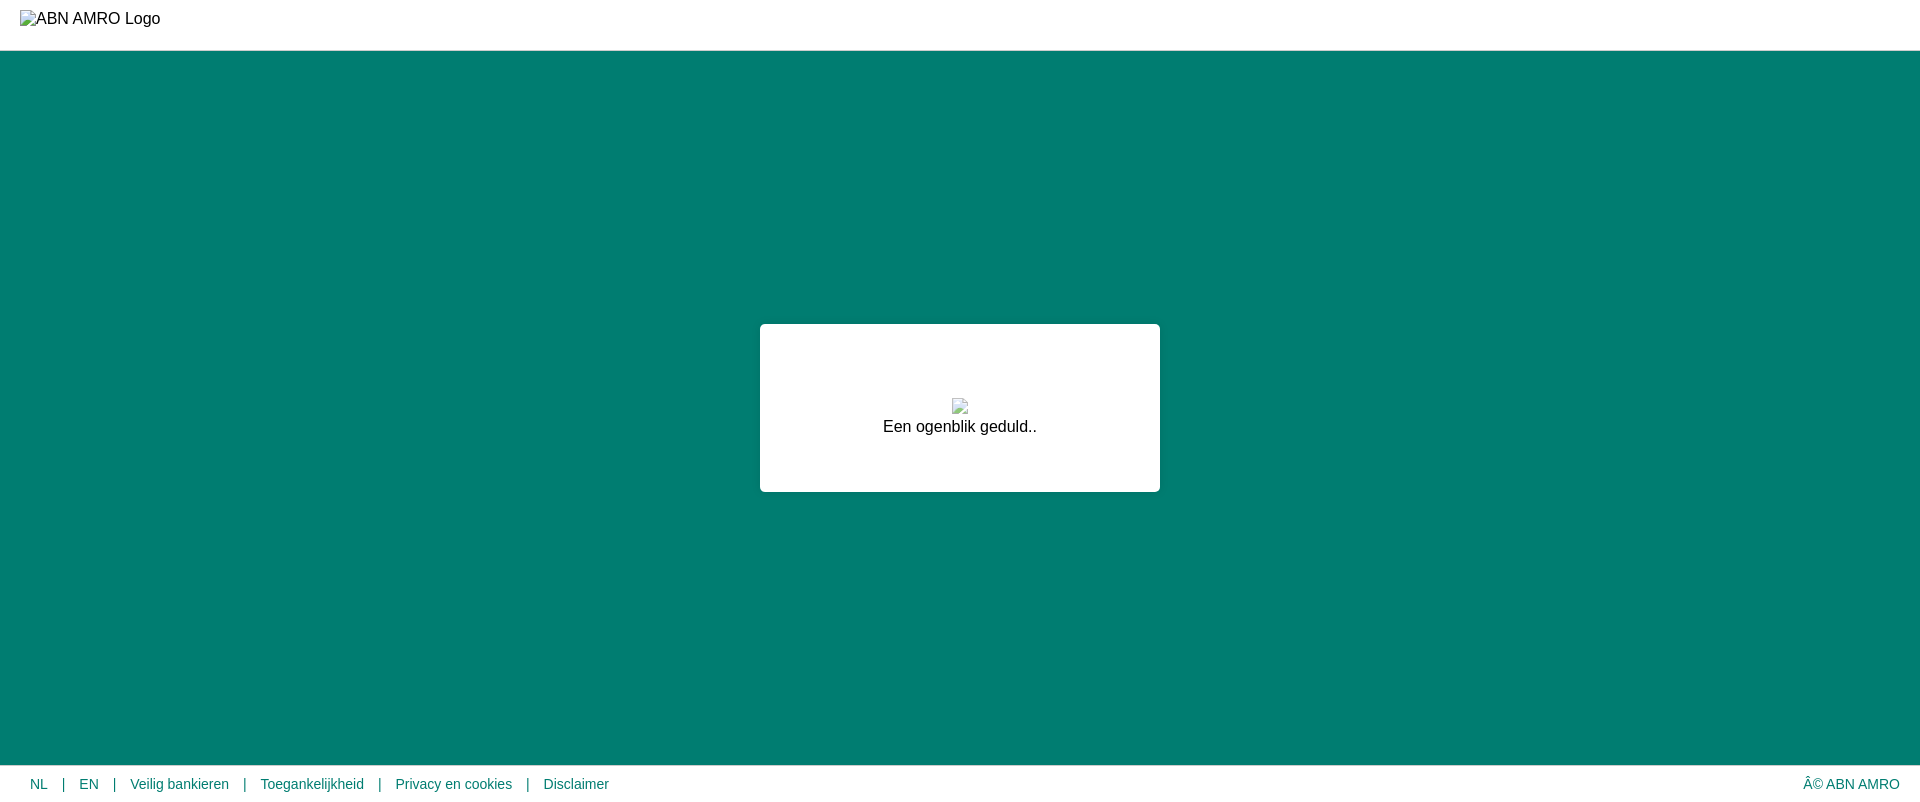 ABN AMRO Logo
Een ogenblik geduld..
NL | EN | Veilig bankieren | Toegankelijkheid | Privacy en cookies | Disclaimer
Â© ABN AMRO